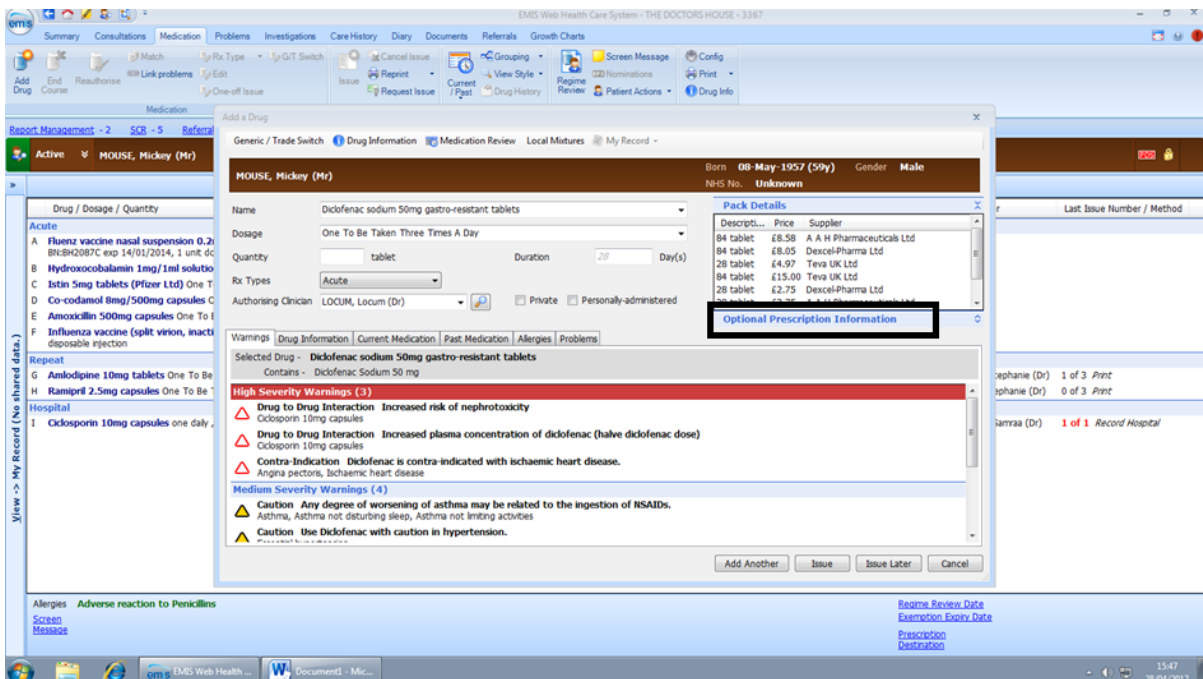 EMIS Web Health Care System - THE DOCTORS HOUSE - 3367
emis
Summary Consultations Medication Problems Investigations Care History Diary Documents Referrals Growth Charts
Add Drug
End Course
Reauthorise
Match
Link problems
Rx Type
G/T Switch
Edit
One-off Issue
Issue
Cancel Issue
Reprint
Request Issue
Current / Past
Grouping
View Style
Drug History
Regime Review
Screen Message
Nominations
Patient Actions
Config
Print
Drug Info
Medication
Report Management - 2 SCR - 5 Referral
Active MOUSE, Mickey (Mr)
Add a Drug
Generic / Trade Switch Drug Information Medication Review Local Mixtures My Record
MOUSE, Mickey (Mr)
Born 08-May-1957 (59y) Gender Male
NHS No. Unknown
Name Diclofenac sodium 50mg gastro-resistant tablets
Dosage One To Be Taken Three Times A Day
Quantity tablet Duration 28 Day(s)
Rx Types Acute
Authorising Clinician LOCUM, Locum (Dr) Private Personally-administered
Pack Details
Descripti... Price Supplier
84 tablet £8.58 A A H Pharmaceuticals Ltd
84 tablet £8.05 Dexcel-Pharma Ltd
28 tablet £4.97 Teva UK Ltd
84 tablet £15.00 Teva UK Ltd
28 tablet £2.75 Dexcel-Pharma Ltd
Optional Prescription Information
Warnings Drug Information Current Medication Past Medication Allergies Problems
Selected Drug - Diclofenac sodium 50mg gastro-resistant tablets
Contains - Diclofenac Sodium 50 mg
High Severity Warnings (3)
Drug to Drug Interaction Increased risk of nephrotoxicity
Ciclosporin 10mg capsules
Drug to Drug Interaction Increased plasma concentration of diclofenac (halve diclofenac dose)
Ciclosporin 10mg capsules
Contra-Indication Diclofenac is contra-indicated with ischaemic heart disease.
Angina pectoris, Ischaemic heart disease
Medium Severity Warnings (4)
Caution Any degree of worsening of asthma may be related to the ingestion of NSAIDs.
Asthma, Asthma not disturbing sleep, Asthma not limiting activities
Caution Use Diclofenac with caution in hypertension.
Add Another Issue Issue Later Cancel
View -> My Record (No shared data.)
Drug / Dosage / Quantity
Last Issue Number / Method
Acute
A Fluenz vaccine nasal suspension 0.2
BN:BH2087C exp 14/01/2014, 1 unit do
B Hydroxocobalamin 1mg/1ml solutio
C Istin 5mg tablets (Pfizer Ltd) One T
D Co-codamol 8mg/500mg capsules
E Amoxicillin 500mg capsules One To
F Influenza vaccine (split virion, inacti
disposable injection
Repeat
G Amlodipine 10mg tablets One To Be
ephanie (Dr) 1 of 3 Print
H Ramipril 2.5mg capsules One To Be
ephanie (Dr) 0 of 3 Print
Hospital
I Ciclosporin 10mg capsules one daily ,
Samraa (Dr) 1 of 1 Record Hospital
Allergies Adverse reaction to Penicillins
Screen Message
Regime Review Date
Exemption Expiry Date
Prescription Destination
emis EMIS Web Health ...
Document1 - Mic...
15:47
28/04/2017